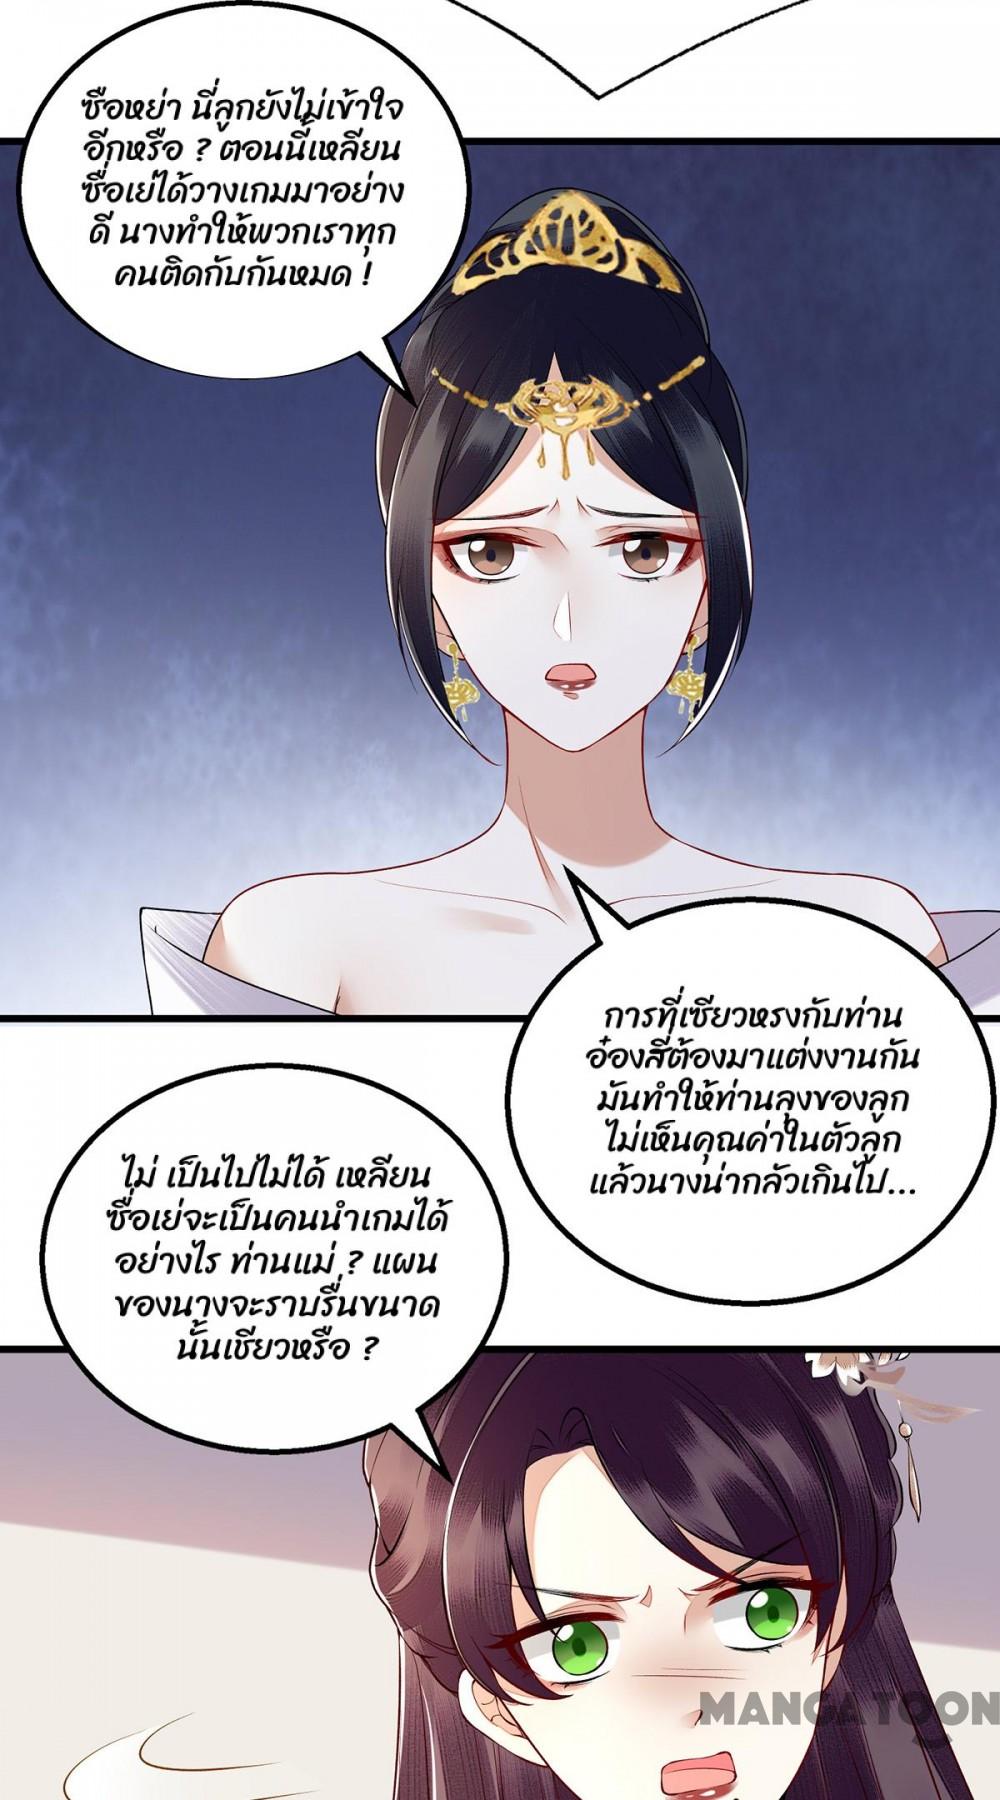 ซือหย่า นี่ลูกยังไม่เข้าใจ
อีกหรือ ? ตอนนี้เหลียน
ซื่อเย่ได้วางเกมมาอย่าง
ดี นางทำให้พวกเราทุก
คนติดกับกันหมด !
การที่เซียวหรงกับท่าน
อ๋องสี่ต้องมาแต่งงานกัน
มันทำให้ท่านลุงของลูก
ไม่เห็นคุณค่าในตัวลูก
แล้วนางน่ากลัวเกินไป...
ไม่ เป็นไปไม่ได้ เหลียน
ซื่อเย่จะเป็นคนนำเกมได้
อย่างไร ท่านแม่ ? แผน
ของนางจะราบรื่นขนาด
นั้นเชียวหรือ ?
MANGATOON